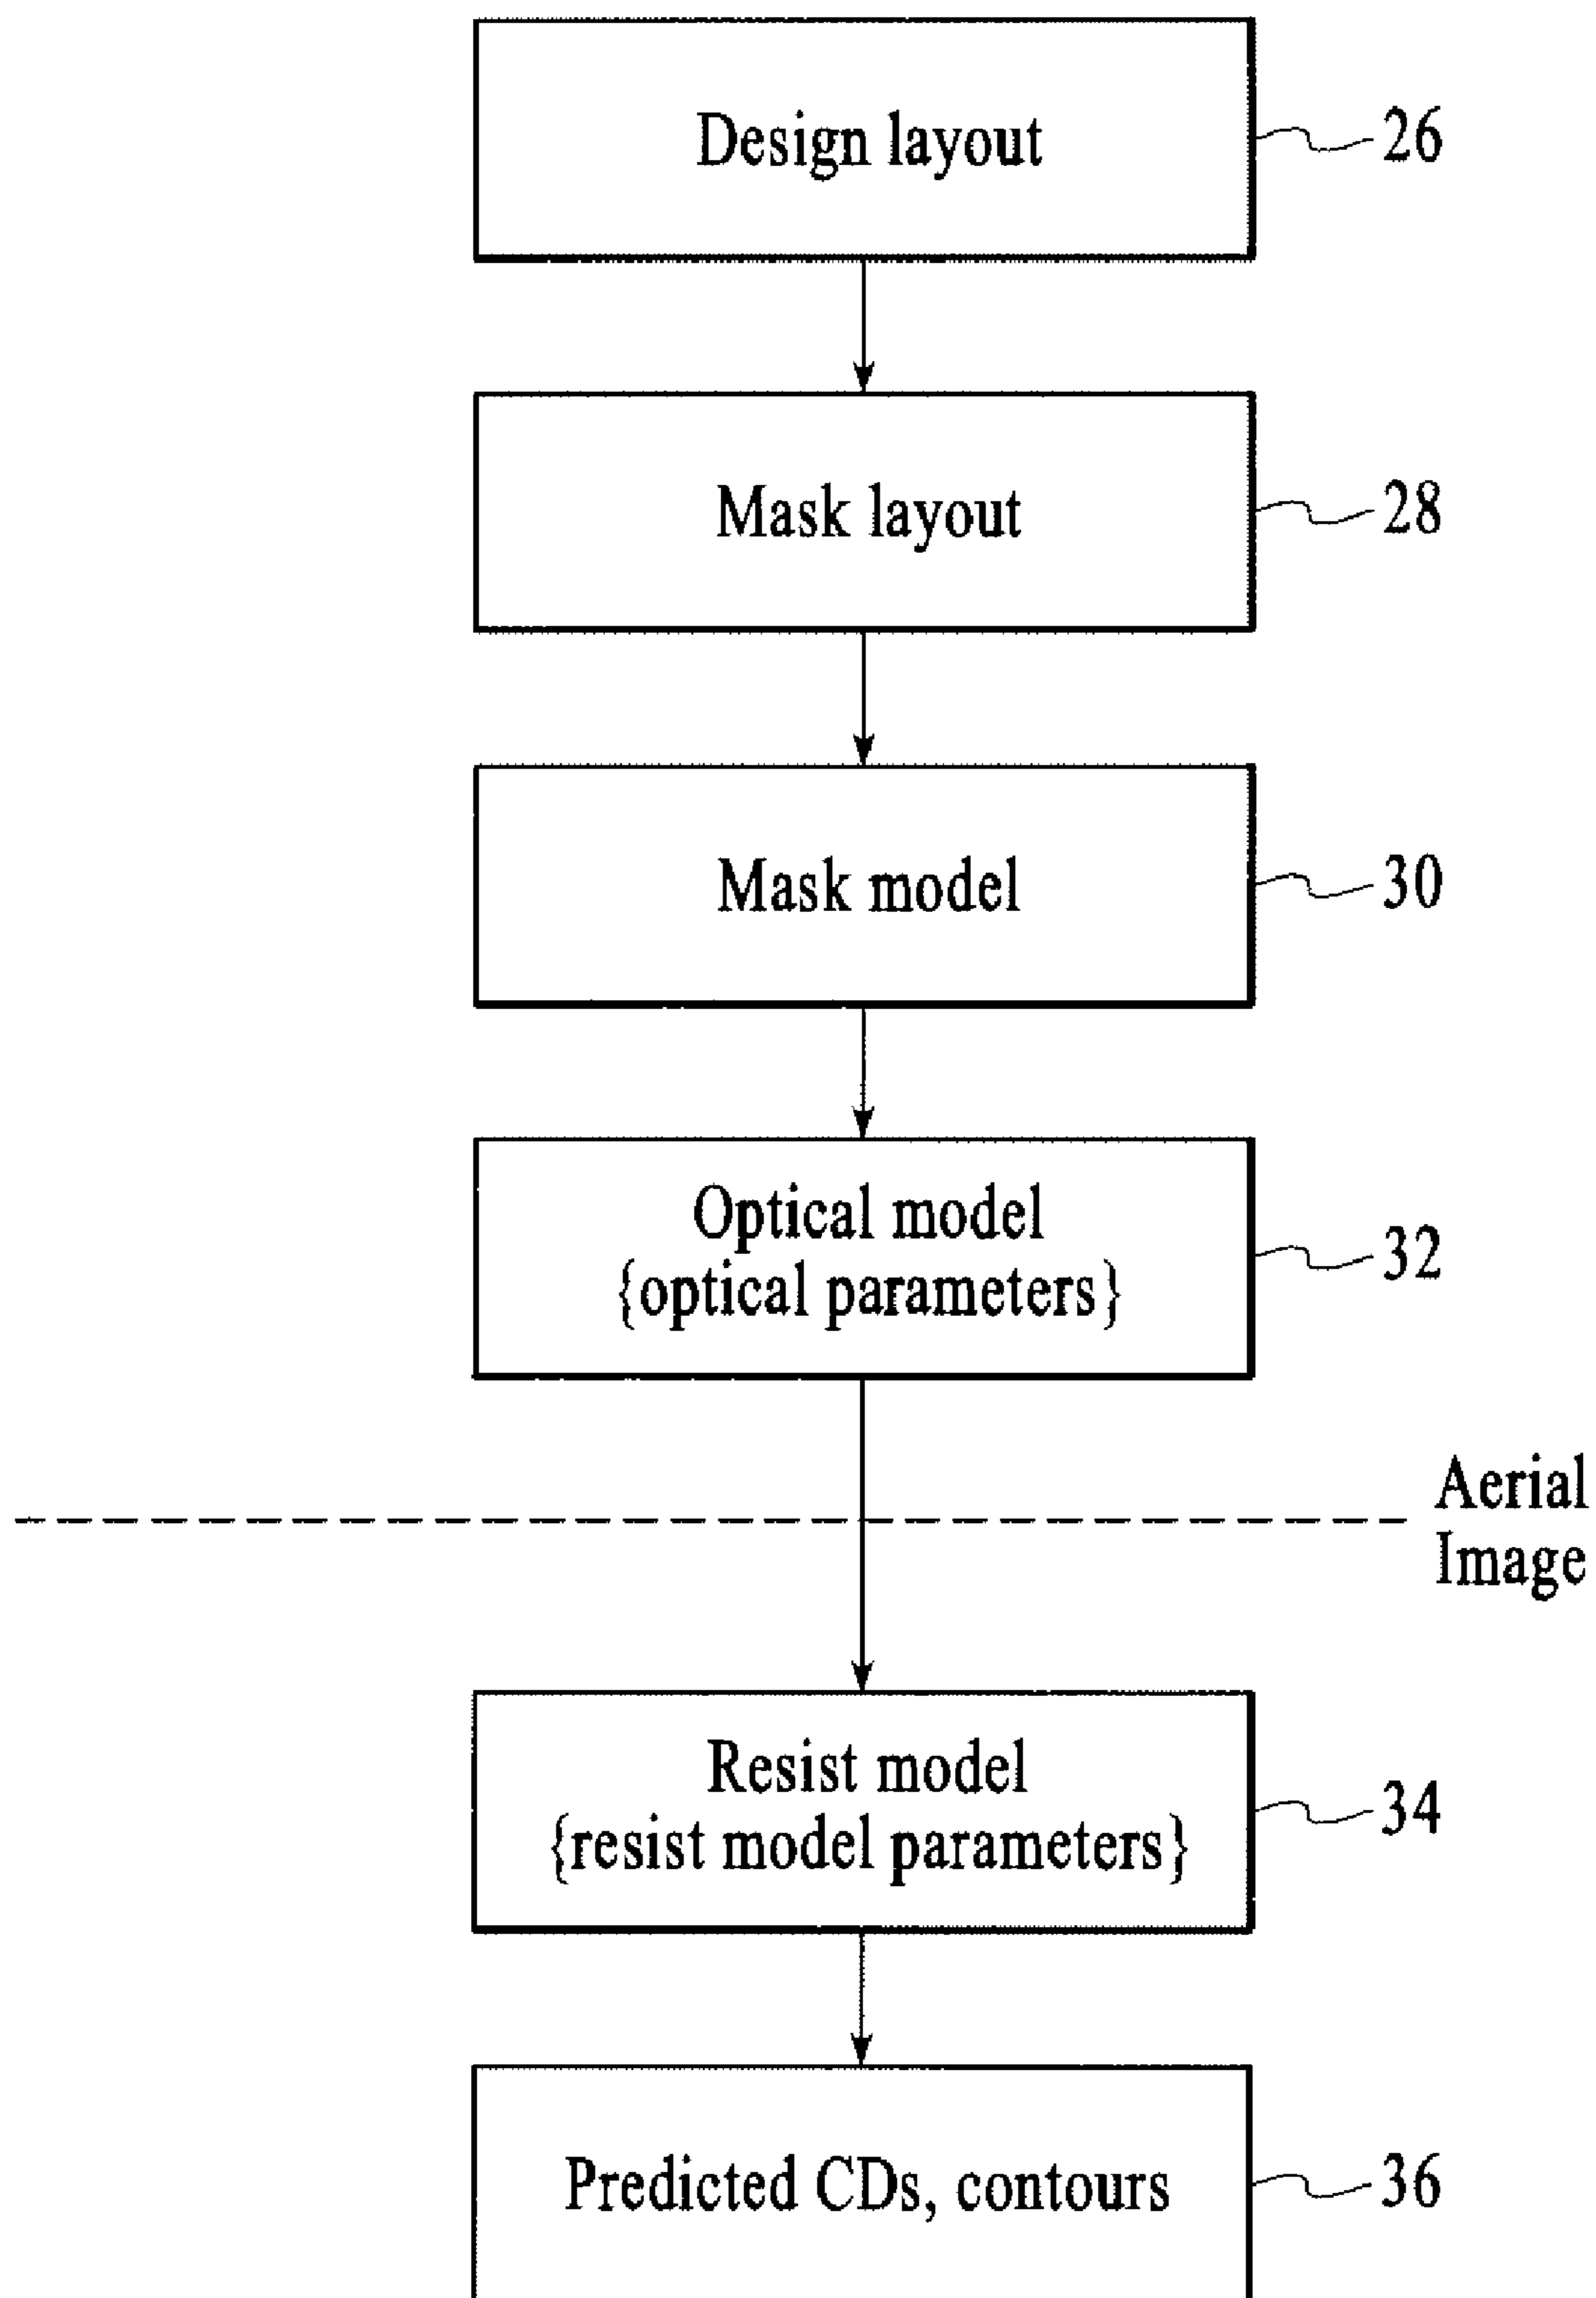 Design layout
26
Mask layout
28
Mask model
30
Optical model
{optical parameters}
32
Aerial
Image
Resist model
{resist model parameters}
34
Predicted CDs, contours
36